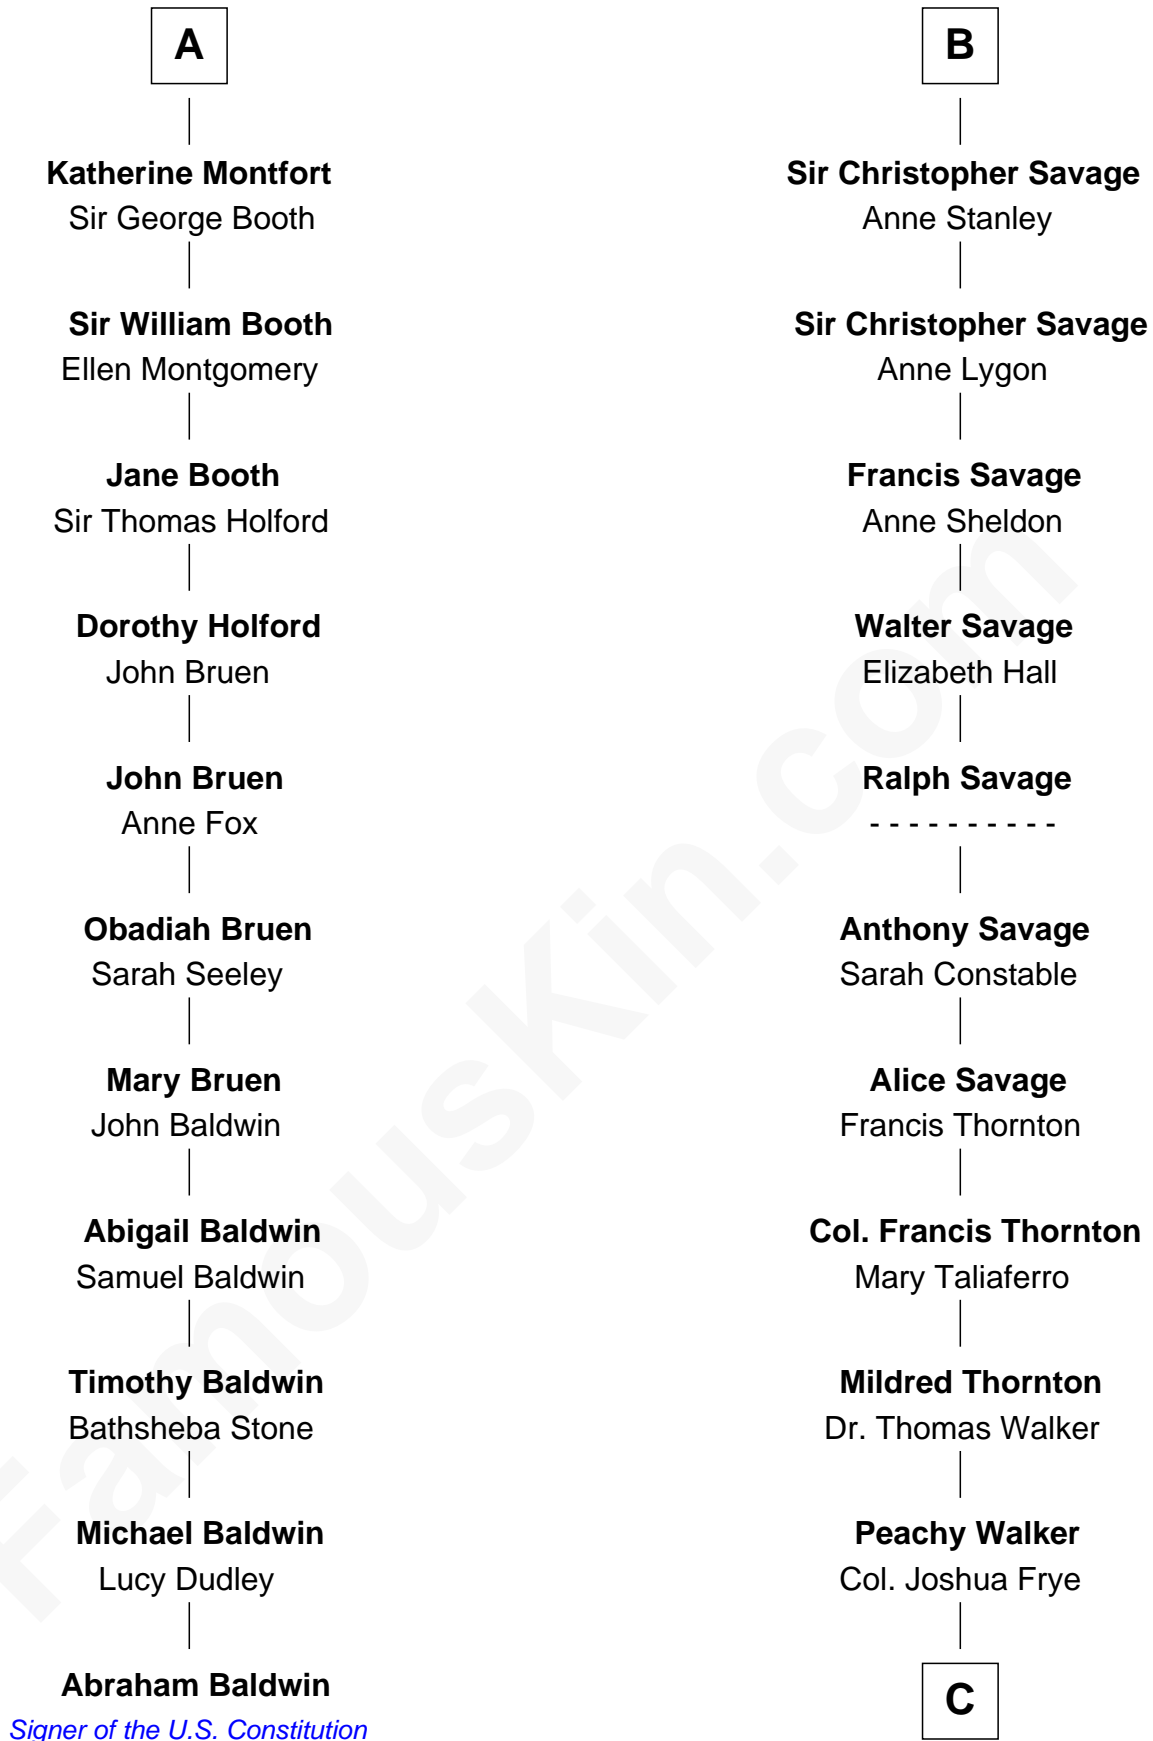 A
Katherine Montfort
Sir George Booth
Sir William Booth
Ellen Montgomery
Jane Booth
Sir Thomas Holford
Dorothy Holford
John Bruen
John Bruen
Anne Fox
Obadiah Bruen
Sarah Seeley
Mary Bruen
John Baldwin
Abigail Baldwin
Samuel Baldwin
Timothy Baldwin
Bathsheba Stone
Michael Baldwin
Lucy Dudley
Abraham Baldwin
Signer of the U.S. Constitution
B
Sir Christopher Savage
Anne Stanley
Sir Christopher Savage
Anne Lygon
Francis Savage
Anne Sheldon
Walter Savage
Elizabeth Hall
Ralph Savage
- - - - - - - - - -
Anthony Savage
Sarah Constable
Alice Savage
Francis Thornton
Col. Francis Thornton
Mary Taliaferro
Mildred Thornton
Dr. Thomas Walker
Peachy Walker
Col. Joshua Frye
C
FamousKin.com